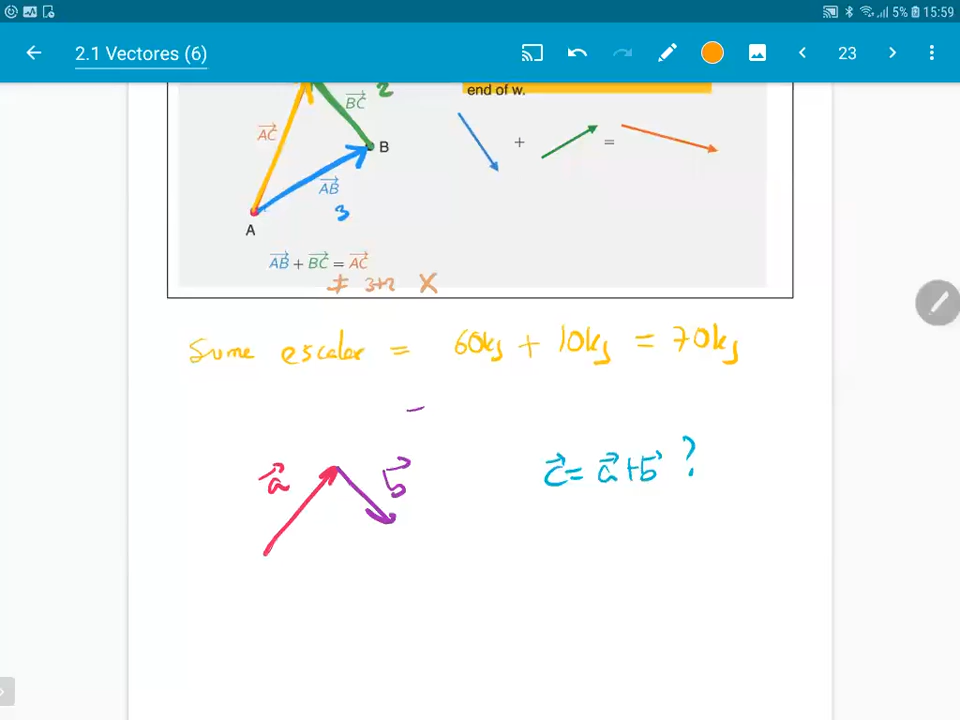 5% 15:59
2.1 Vectores (6)
23
end of w.
BC 2
AC
B
+ =
AB
3
A
AB + BC = AC
≠ 3+2 X
Suma escalar = 60kg + 10kg = 70kg
a⃗ b⃗ c⃗ = a⃗ + b⃗ ?